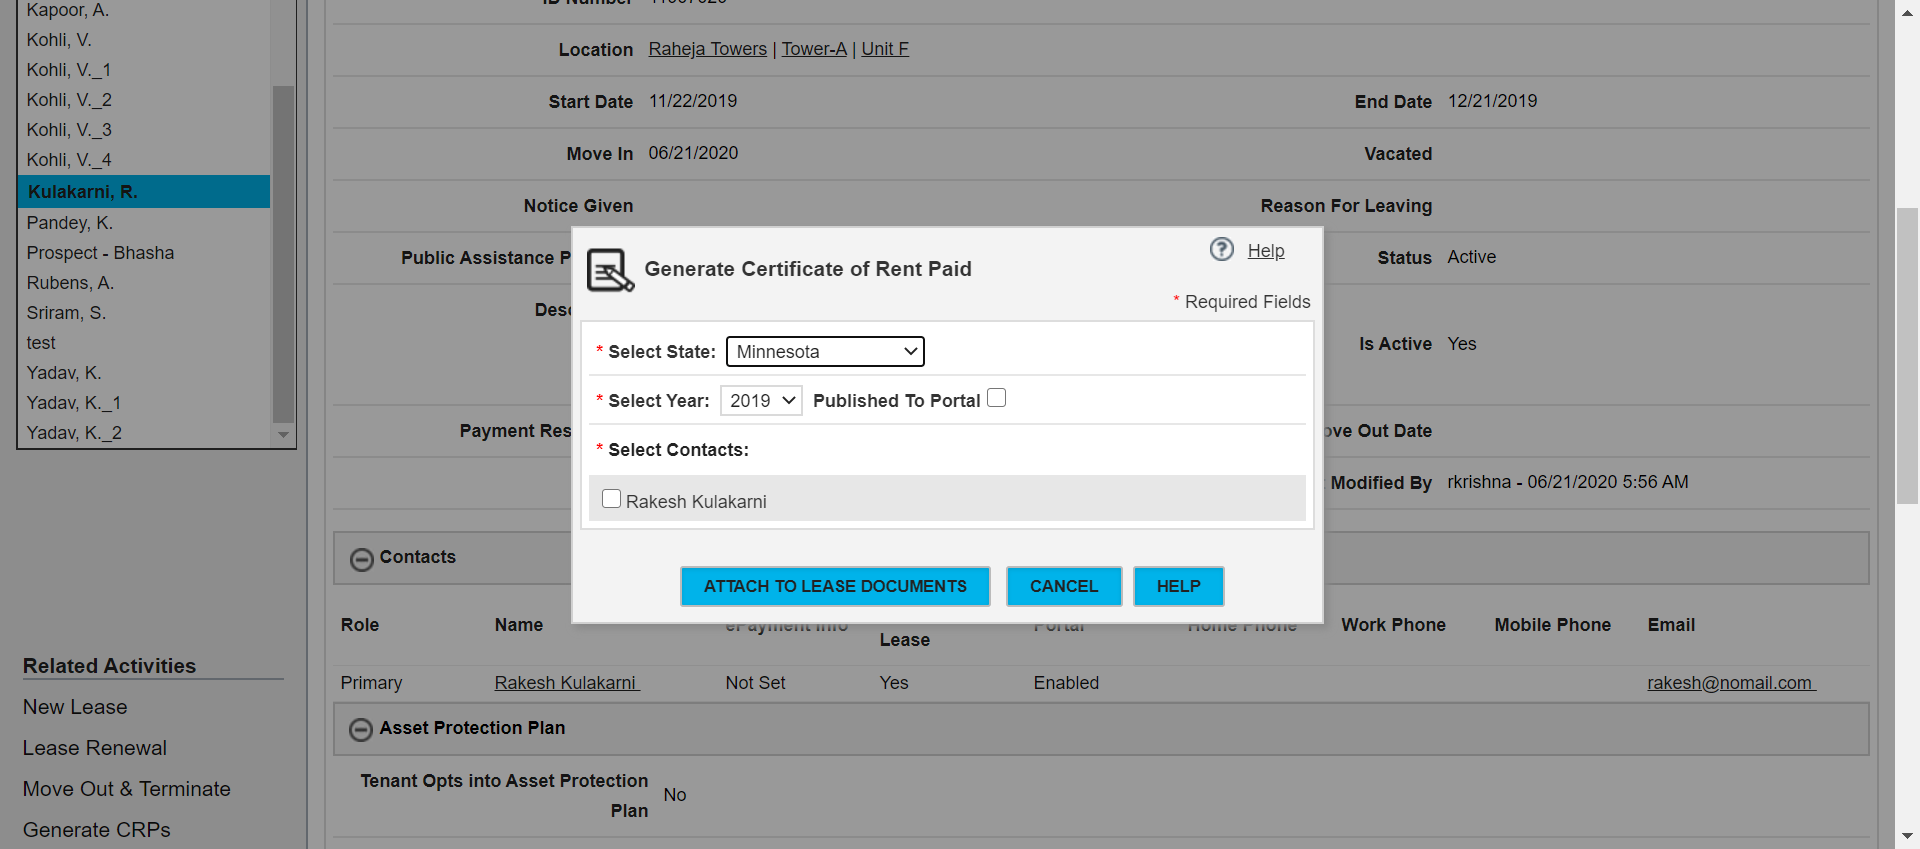 Kapoor, A.
Kohli, V.
Kohli, V._1
Kohli, V._2
Kohli, V._3
Kohli, V._4
Kulakarni, R.
Pandey, K.
Prospect - Bhasha
Rubens, A.
Sriram, S.
test
Yadav, K.
Yadav, K._1
Yadav, K._2
Related Activities
New Lease
Lease Renewal
Move Out & Terminate
Generate CRPs
Location Raheja Towers | Tower-A | Unit F
Start Date 11/22/2019 End Date 12/21/2019
Move In 06/21/2020 Vacated
Notice Given Reason For Leaving
Public Assistance Status Active
Is Active Yes
Payment Out Date
Modified By rkrishna - 06/21/2020 5:56 AM
Generate Certificate of Rent Paid
Help
* Required Fields
* Select State: Minnesota
* Select Year: 2019 Published To Portal
* Select Contacts:
Rakesh Kulakarni
ATTACH TO LEASE DOCUMENTS CANCEL HELP
Contacts
Role Name ePayment Info Lease Portal Home Phone Work Phone Mobile Phone Email
Primary Rakesh Kulakarni Not Set Yes Enabled rakesh@nomail.com
Asset Protection Plan
Tenant Opts into Asset Protection
Plan No